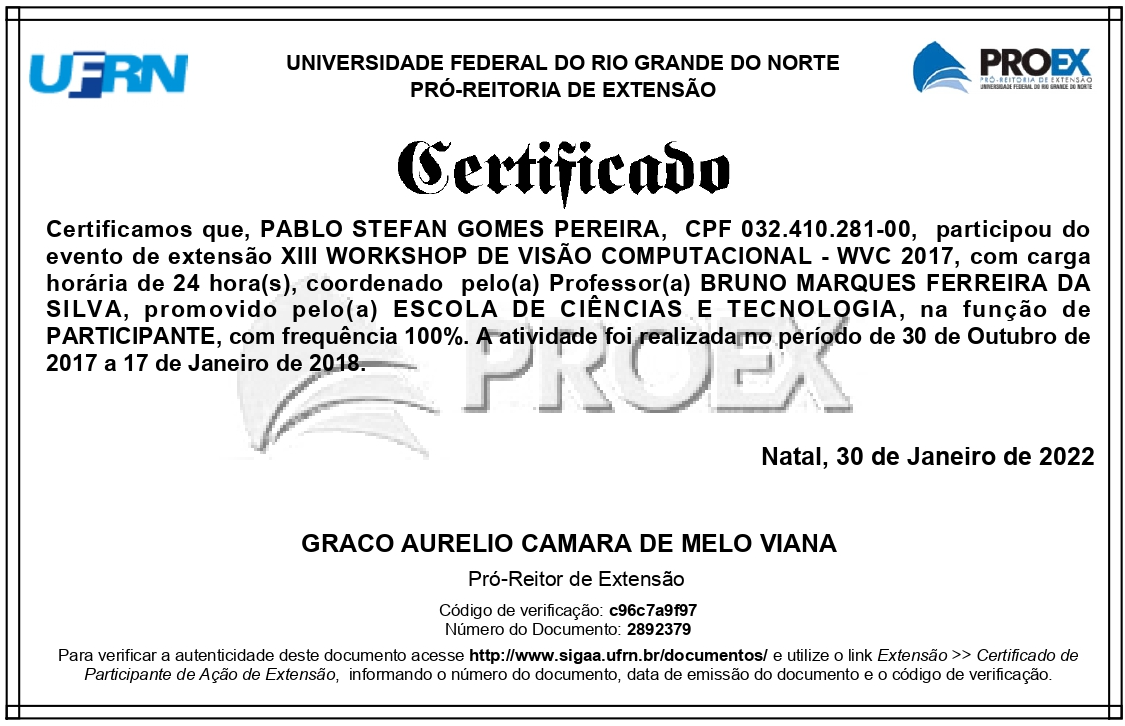 UFRN
UNIVERSIDADE FEDERAL DO RIO GRANDE DO NORTE
PRÓ-REITORIA DE EXTENSÃO
PROEX
PRÓ-REITORIA DE EXTENSÃO
UNIVERSIDADE FEDERAL DO RIO GRANDE DO NORTE
Certificado
Certificamos que, PABLO STEFAN GOMES PEREIRA, CPF 032.410.281-00, participou do
evento de extensão XIII WORKSHOP DE VISÃO COMPUTACIONAL - WVC 2017, com carga
horária de 24 hora(s), coordenado pelo(a) Professor(a) BRUNO MARQUES FERREIRA DA
SILVA, promovido pelo(a) ESCOLA DE CIÊNCIAS E TECNOLOGIA, na função de
PARTICIPANTE, com frequência 100%. A atividade foi realizada no período de 30 de Outubro de
2017 a 17 de Janeiro de 2018.
PROEX
Natal, 30 de Janeiro de 2022
GRACO AURELIO CAMARA DE MELO VIANA
Pró-Reitor de Extensão
Código de verificação: c96c7a9f97
Número do Documento: 2892379
Para verificar a autenticidade deste documento acesse http://www.sigaa.ufrn.br/documentos/ e utilize o link Extensão >> Certificado de
Participante de Ação de Extensão, informando o número do documento, data de emissão do documento e o código de verificação.